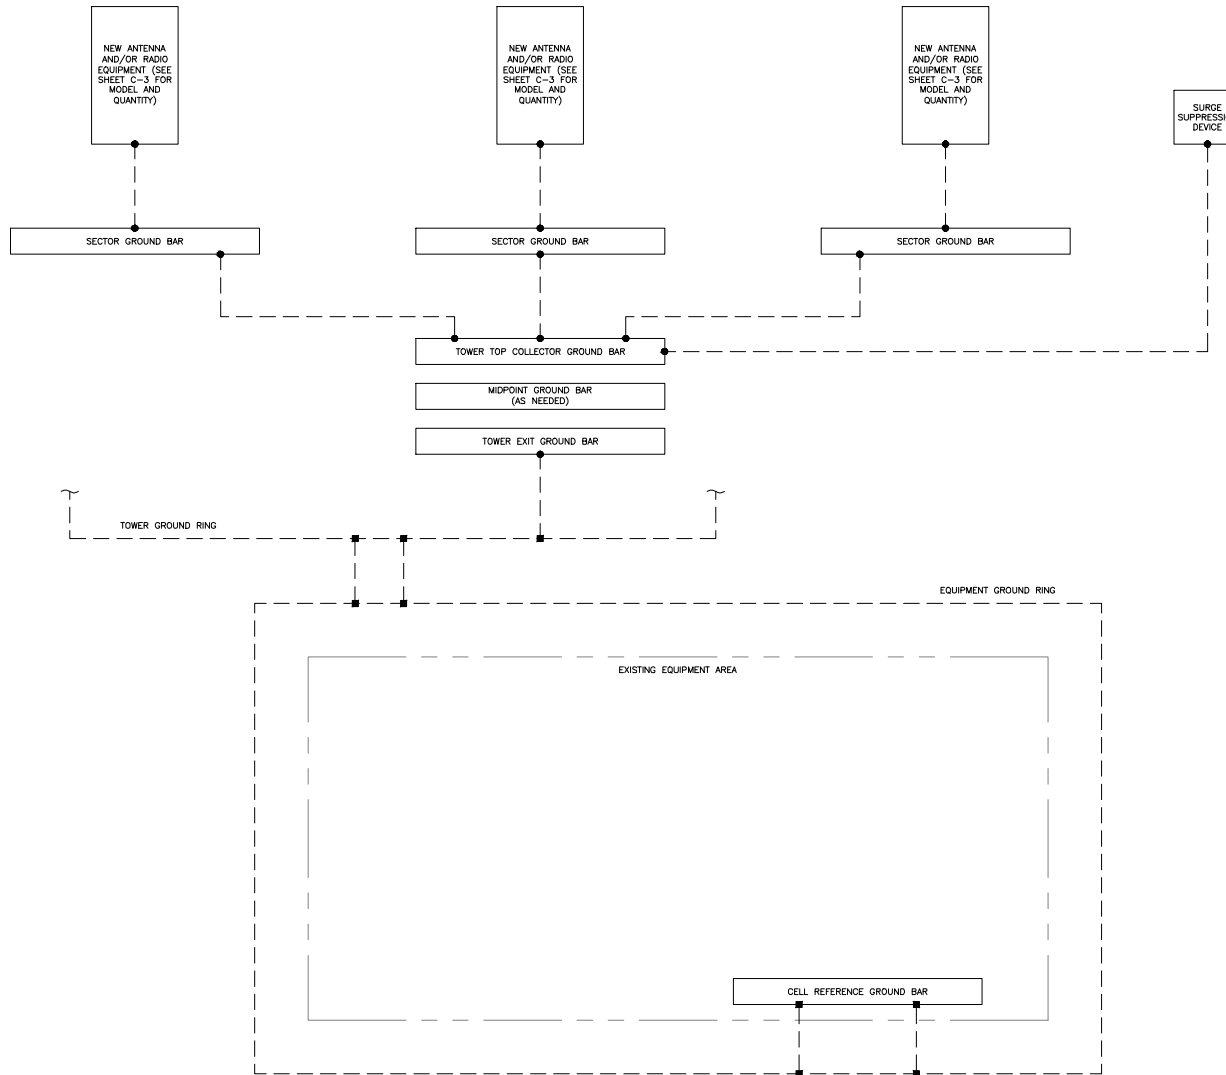 NEW ANTENNA
AND/OR RADIO
EQUIPMENT (SEE
SHEET C-3 FOR
MODEL AND
QUANTITY)
NEW ANTENNA
AND/OR RADIO
EQUIPMENT (SEE
SHEET C-3 FOR
MODEL AND
QUANTITY)
NEW ANTENNA
AND/OR RADIO
EQUIPMENT (SEE
SHEET C-3 FOR
MODEL AND
QUANTITY)
SURGE
DEVICE
SECTOR GROUND BAR
SECTOR GROUND BAR
SECTOR GROUND BAR
TOWER TOP COLLECTOR GROUND BAR
MIDPOINT GROUND BAR
(AS NEEDED)
TOWER EXIT GROUND BAR
TOWER GROUND RING
EQUIPMENT GROUND RING
EXISTING EQUIPMENT AREA
CELL REFERENCE GROUND BAR